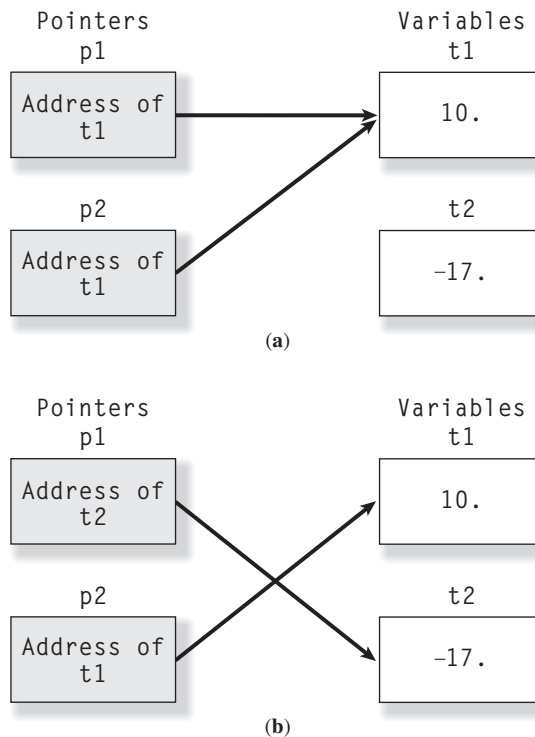 Pointers Variables
p1 t1
Address of
t1
10.
p2 t2
Address of
t1
−17.
(a)
Pointers Variables
p1 t1
Address of
t2
10.
p2 t2
Address of
t1
−17.
(b)